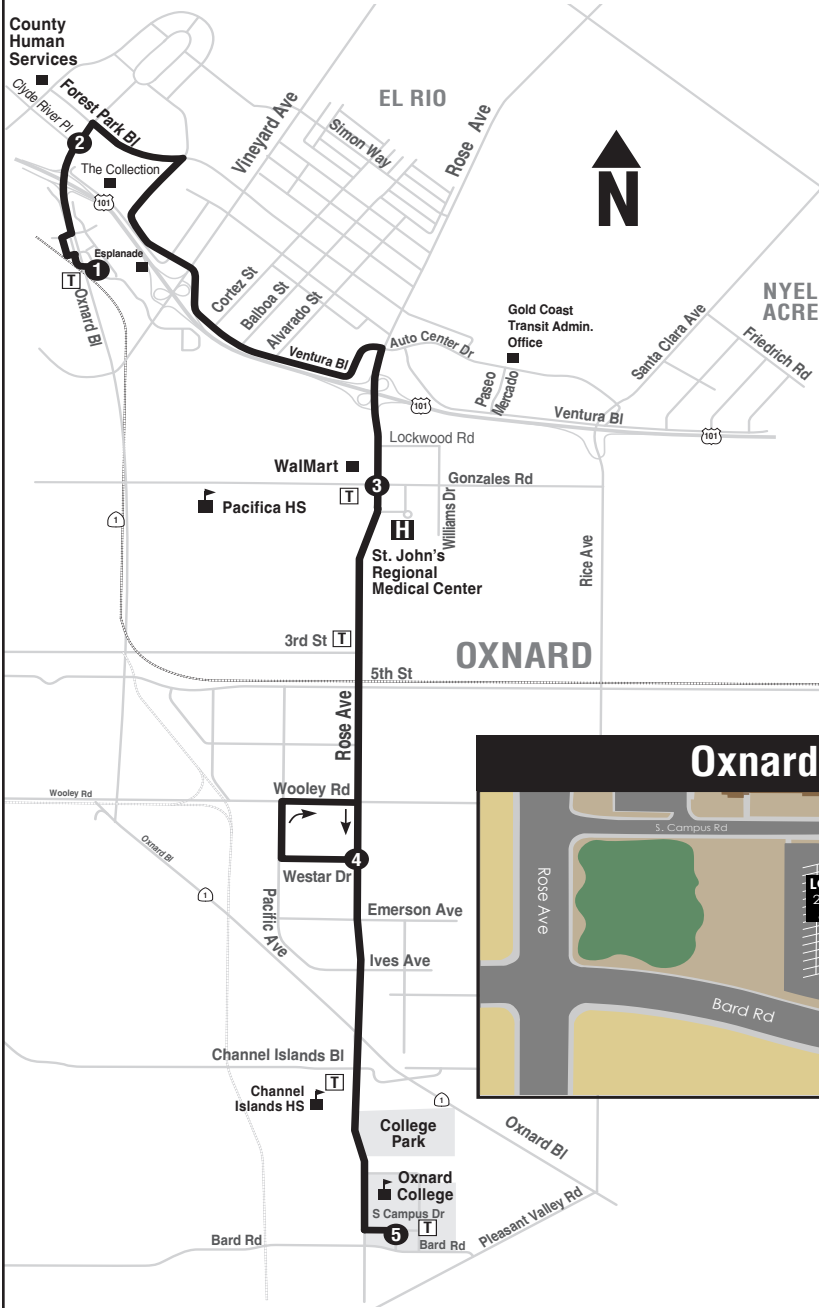 County
Human
Services
Clyde River Pl
Forest Park Bl
2
The Collection
101
Esplanade
1
T
Oxnard Bl
Vineyard Ave
EL RIO
Simon Way
Rose Ave
N
Cortez St
Balboa St
Alvarado St
Ventura Bl
Auto Center Dr
Gold Coast
Transit Admin.
Office
Paseo
Mercado
Santa Clara Ave
NYEL
ACRE
Friedrich Rd
101
Ventura Bl
101
Lockwood Rd
WalMart
Gonzales Rd
3
T
Pacifica HS
1
H
Williams Dr
St. John's
Regional
Medical Center
Rice Ave
3rd St
T
OXNARD
5th St
Rose Ave
Wooley Rd
Wooley Rd
4
Westar Dr
Oxnard Bl
1
Pacific Ave
Emerson Ave
Ives Ave
Channel Islands Bl
T
Channel
Islands HS
1
College
Park
Oxnard Bl
Oxnard
College
S Campus Dr
T
5
Bard Rd
Bard Rd
Pleasant Valley Rd
Oxnard
S. Campus Rd
Rose Ave
Bard Rd